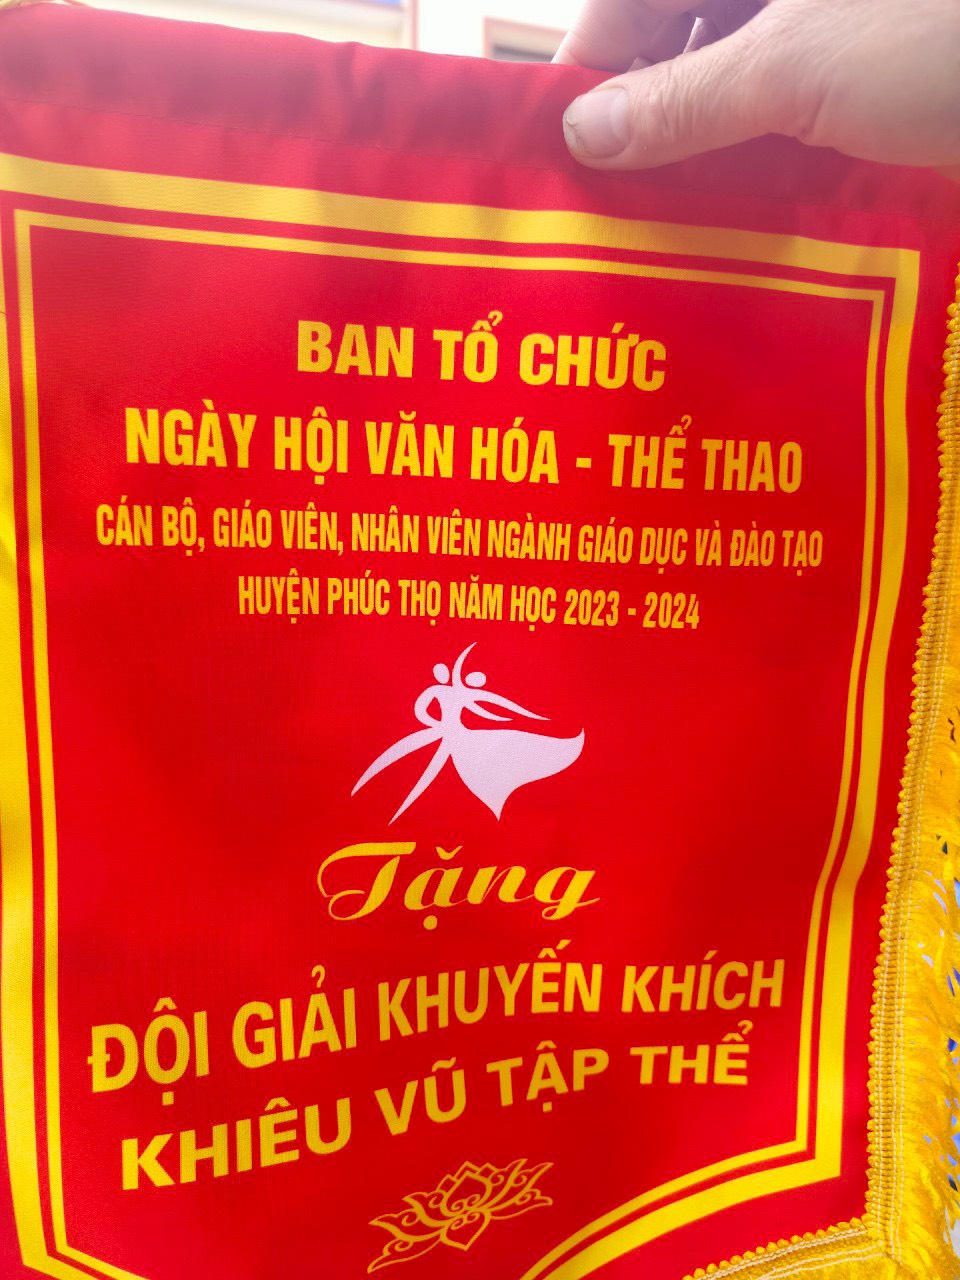 BAN TỔ CHỨC
NGÀY HỘI VĂN HÓA - THỂ THAO
CÁN BỘ, GIÁO VIÊN, NHÂN VIÊN NGÀNH GIÁO DỤC VÀ ĐÀO TẠO
HUYỆN PHÚC THỌ NĂM HỌC 2023 - 2024
Tặng
ĐỘI GIẢI KHUYẾN KHÍCH
KHIÊU VŨ TẬP THỂ